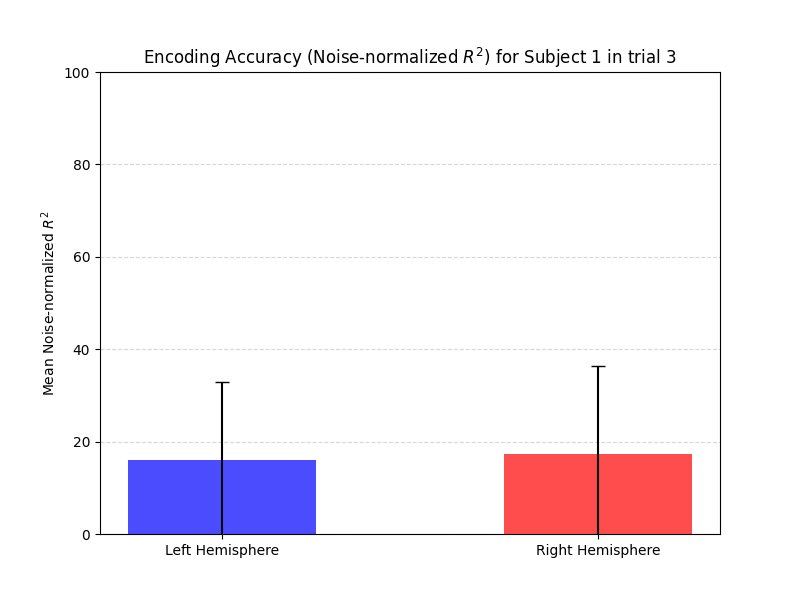 Encoding Accuracy (Noise-normalized R²) for Subject 1 in trial 3
100
80
60
40
20
0
Mean Noise-normalized R²
Left Hemisphere
Right Hemisphere